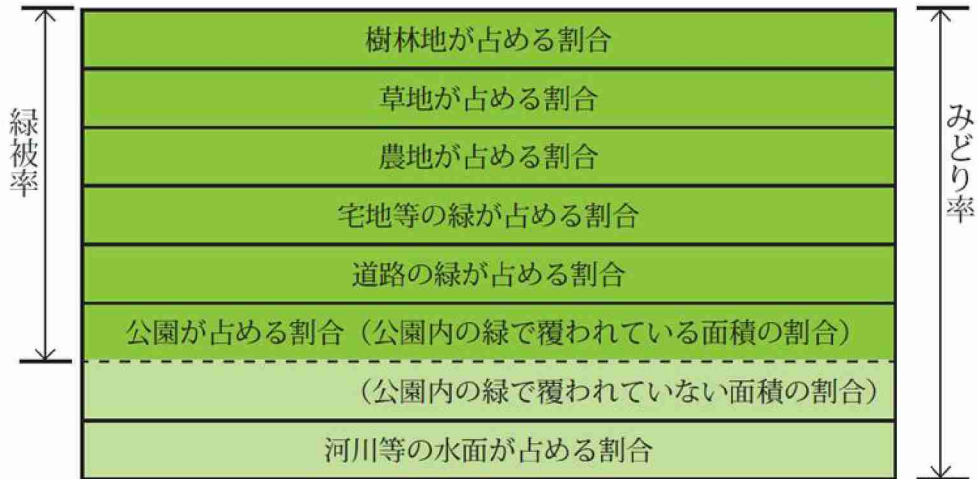 緑被率
樹林地が占める割合
草地が占める割合
農地が占める割合
宅地等の緑が占める割合
道路の緑が占める割合
公園が占める割合（公園内の緑で覆われている面積の割合）
（公園内の緑で覆われていない面積の割合）
河川等の水面が占める割合
みどり率